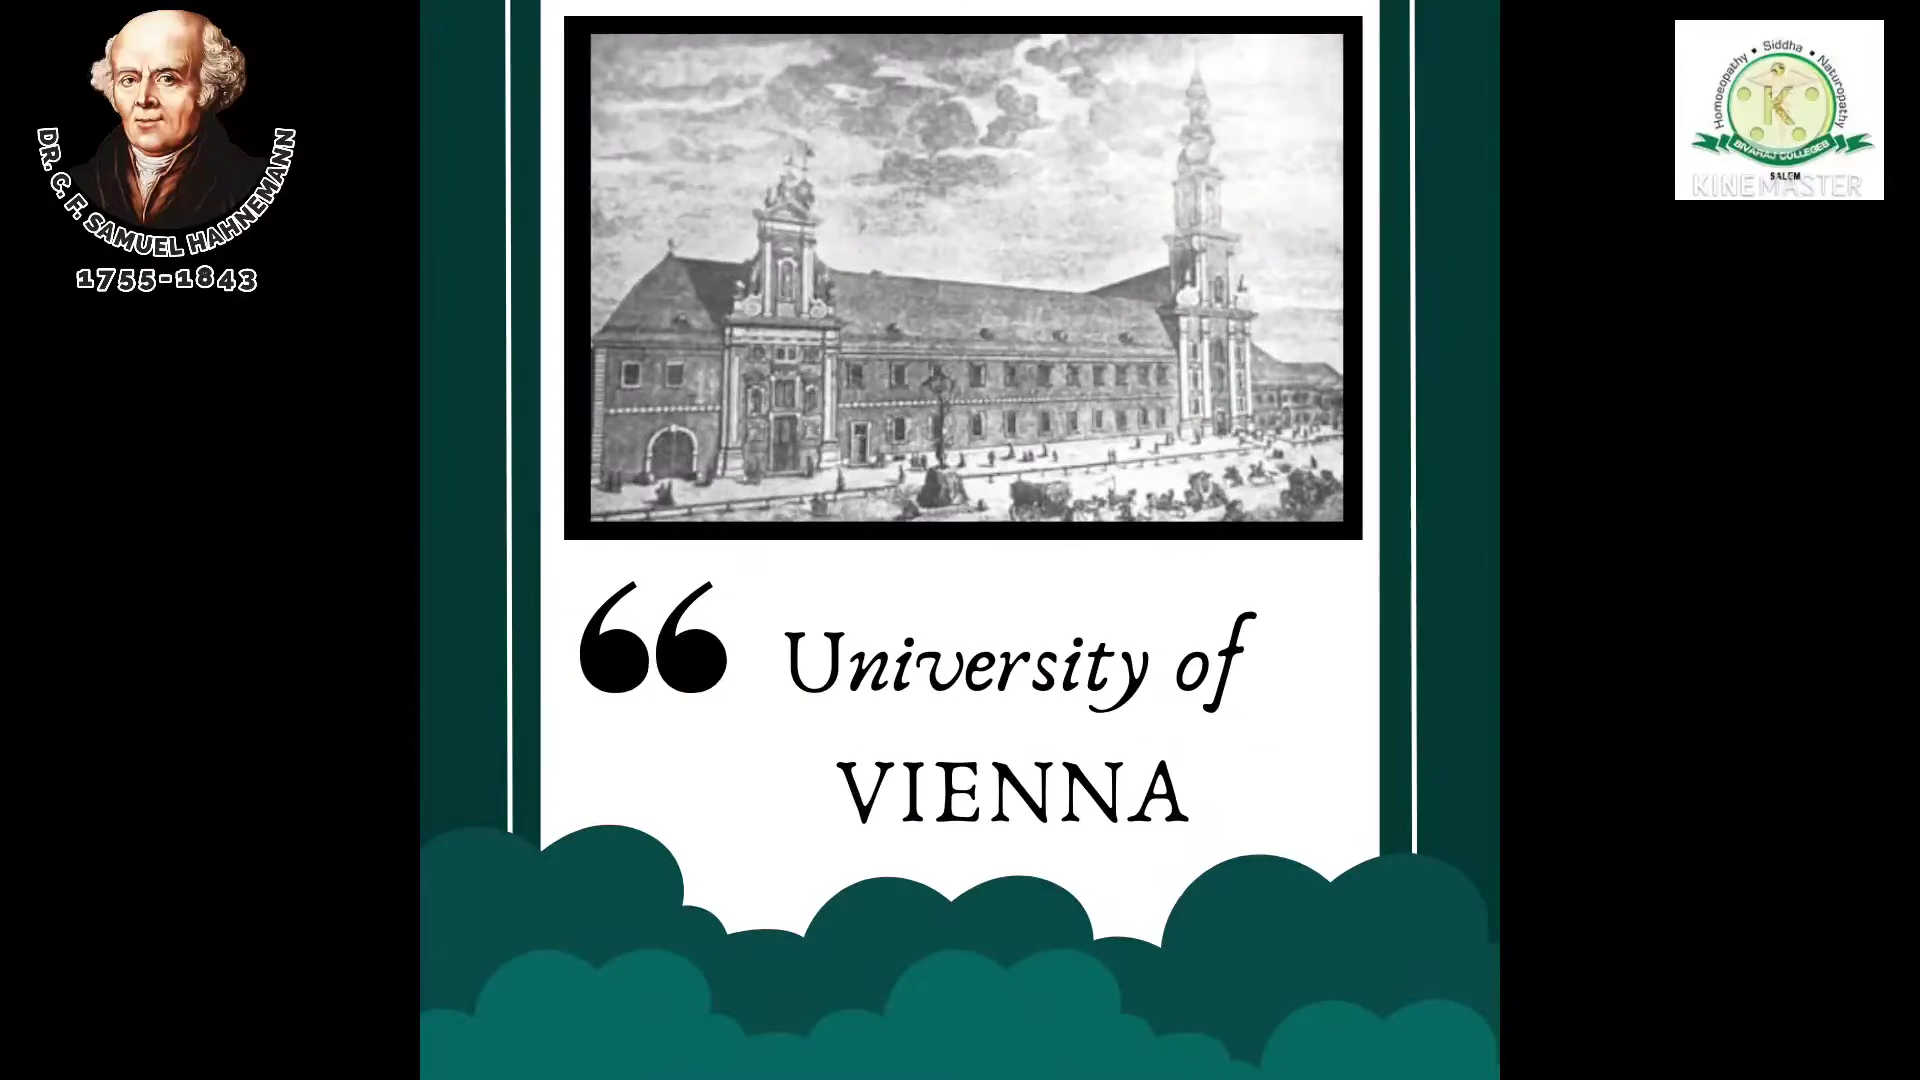 DR. C. F. SAMUEL HAHNEMANN
1755-1843
Homoeopathy • Siddha • Naturopathy
K
SIVARAJ COLLEGES
SALEM
KINEMASTER
“ University of
VIENNA